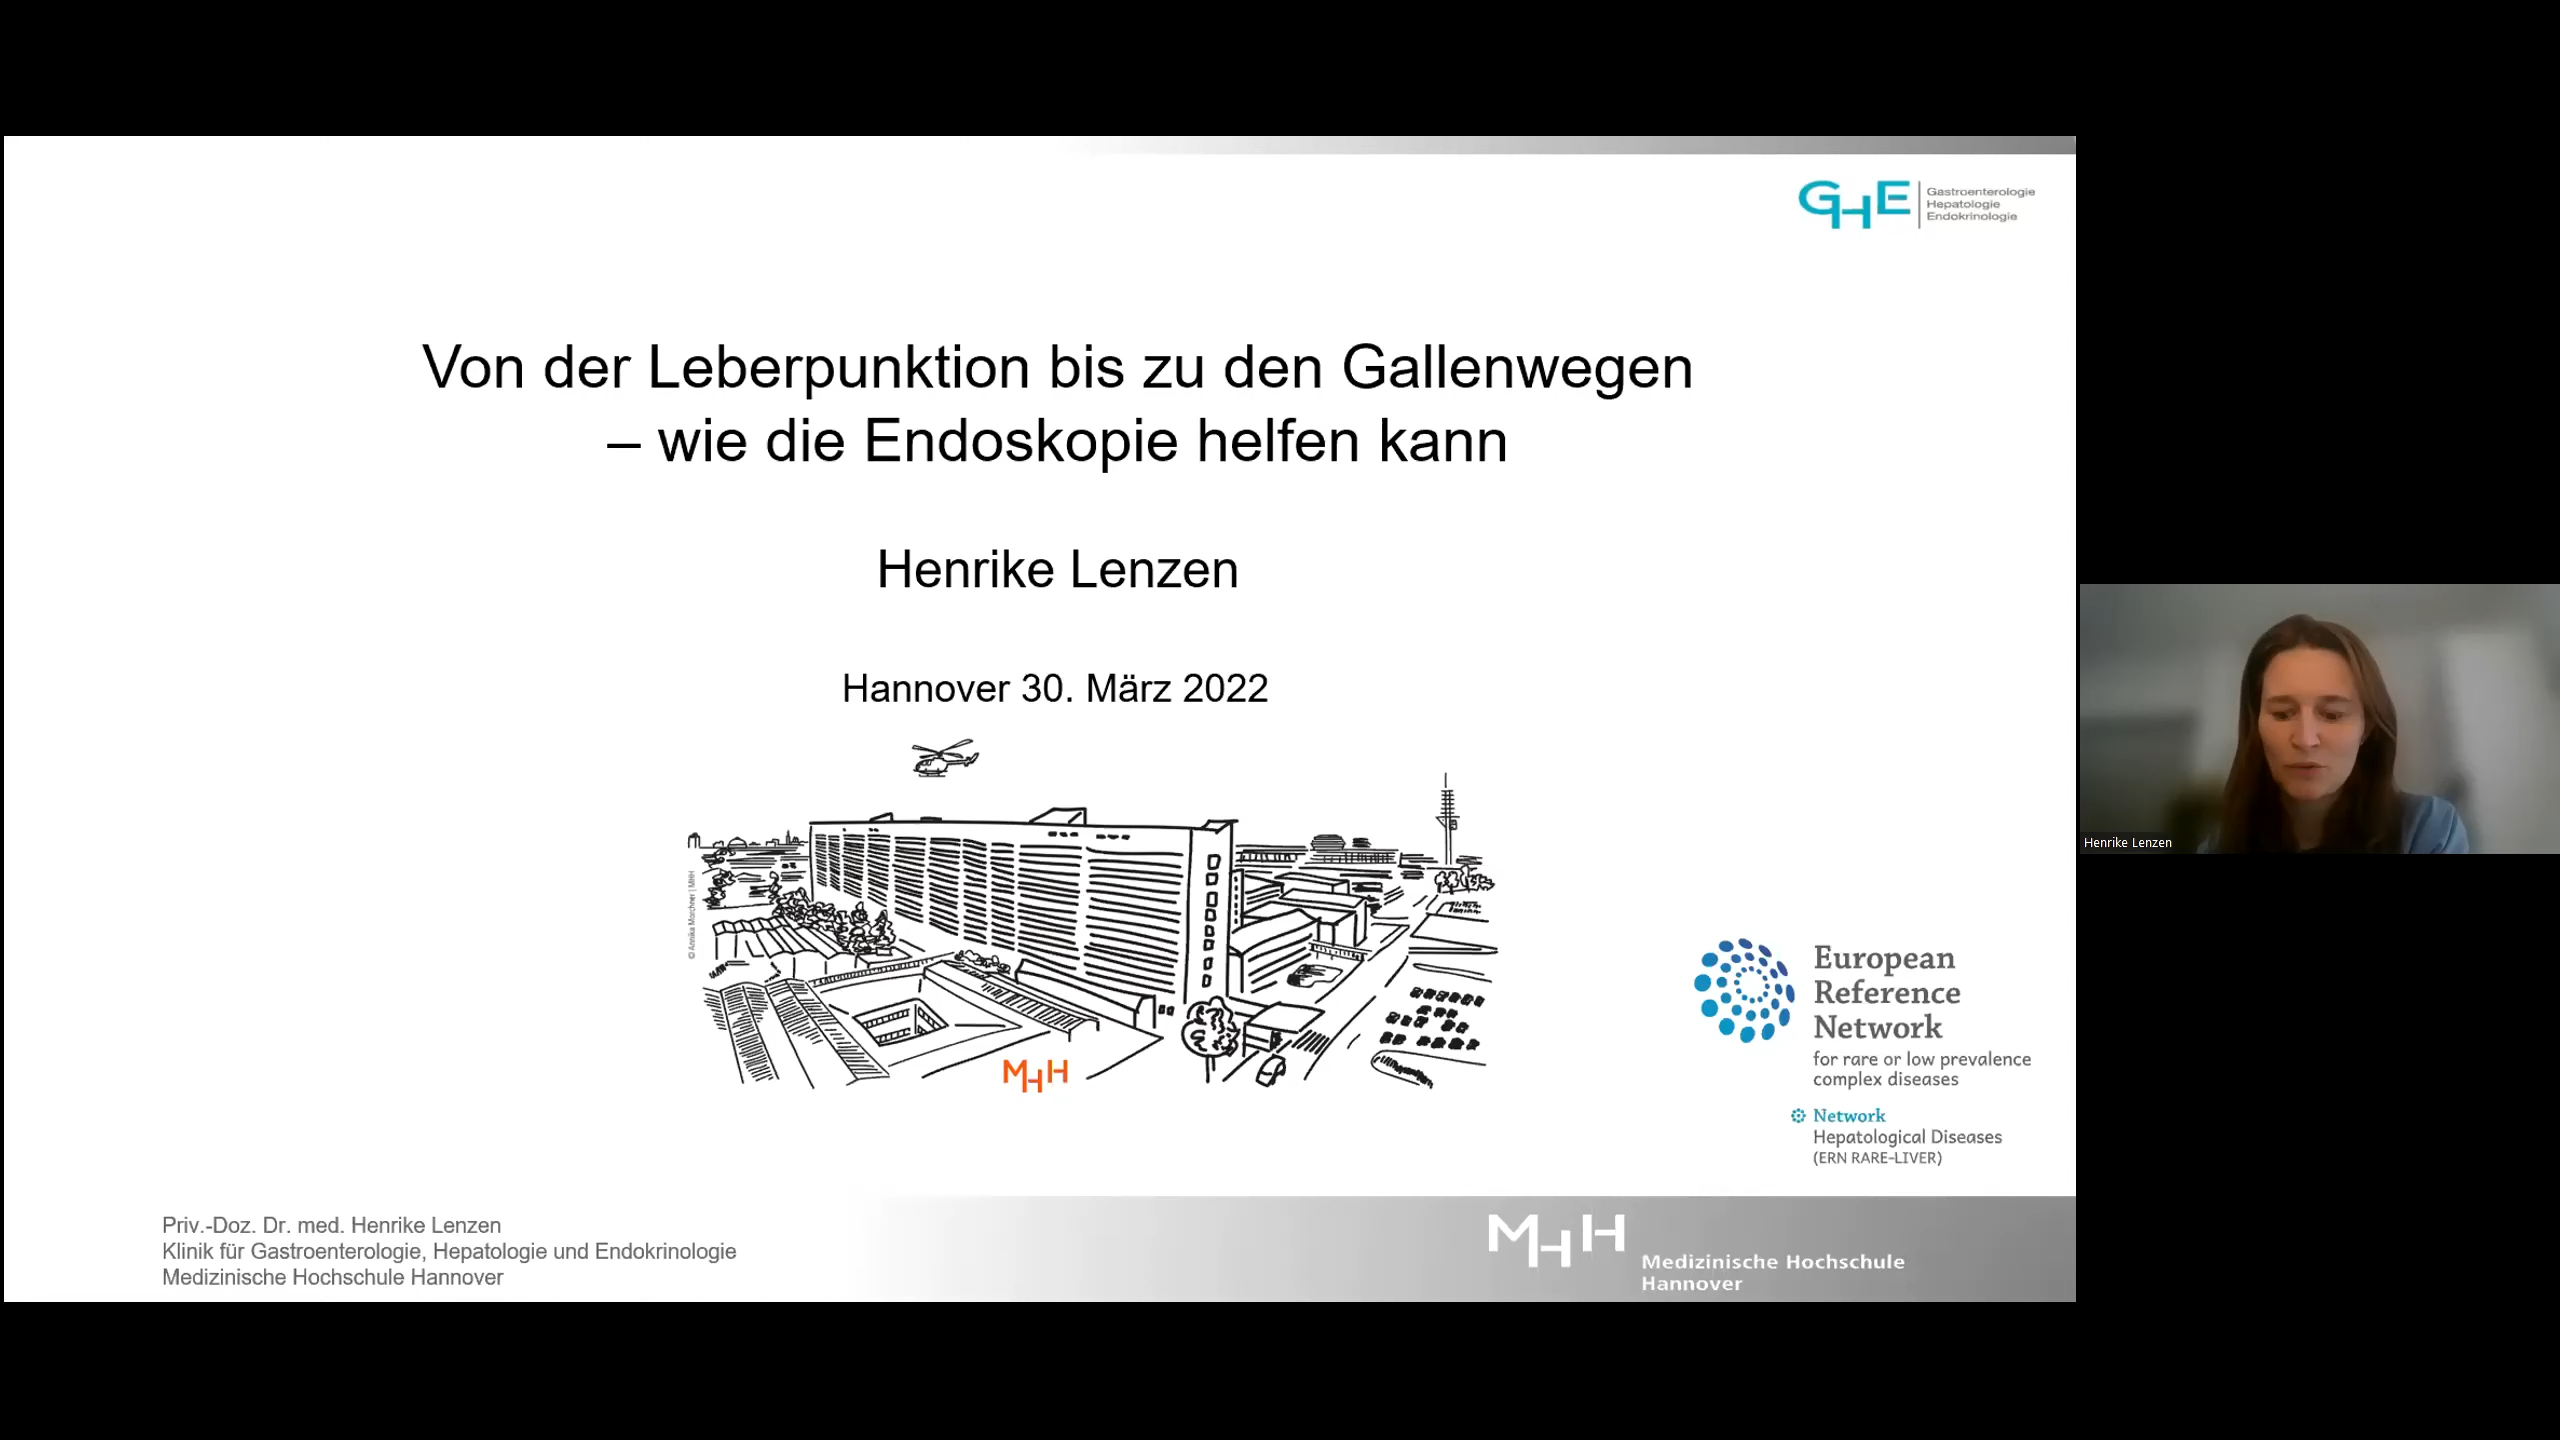 GHE
Gastroenterologie
Hepatologie
Endokrinologie
Von der Leberpunktion bis zu den Gallenwegen
– wie die Endoskopie helfen kann
Henrike Lenzen
Hannover 30. März 2022
MHH
European
Reference
Network
for rare or low prevalence
complex diseases
Network
Hepatological Diseases
(ERN RARE-LIVER)
Priv.-Doz. Dr. med. Henrike Lenzen
Klinik für Gastroenterologie, Hepatologie und Endokrinologie
Medizinische Hochschule Hannover
MHH
Medizinische Hochschule
Hannover
Henrike Lenzen